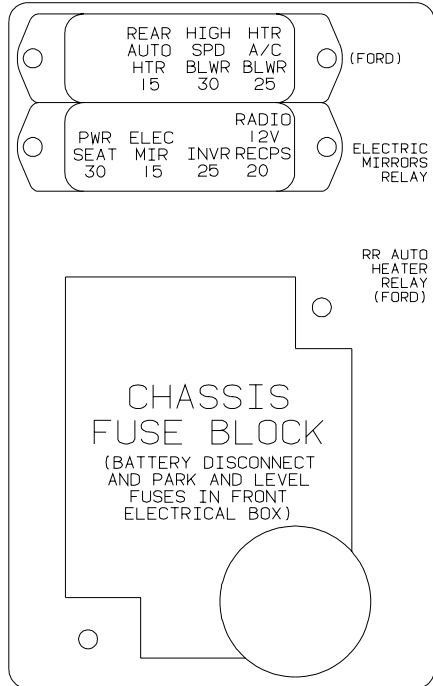 REAR HIGH HTR
AUTO SPD A/C
HTR BLWR BLWR
15 30 25
(FORD)
RADIO
12V
PWR ELEC
SEAT MIR INVR RECPS
30 15 25 20
ELECTRIC
MIRRORS
RELAY
RR AUTO
HEATER
RELAY
(FORD)
CHASSIS
FUSE BLOCK
(BATTERY DISCONNECT
AND PARK AND LEVEL
FUSES IN FRONT
ELECTRICAL BOX)